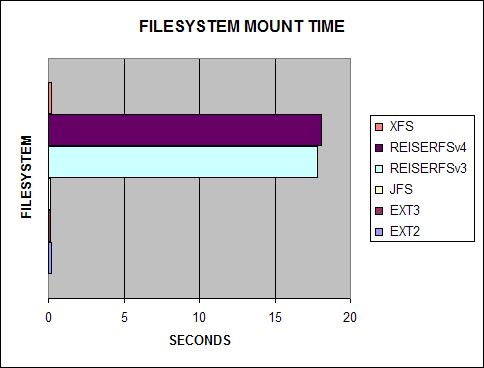 FILESYSTEM MOUNT TIME
FILESYSTEM
XFS
REISERFSv4
REISERFSv3
JFS
EXT3
EXT2
0 5 10 15 20
SECONDS